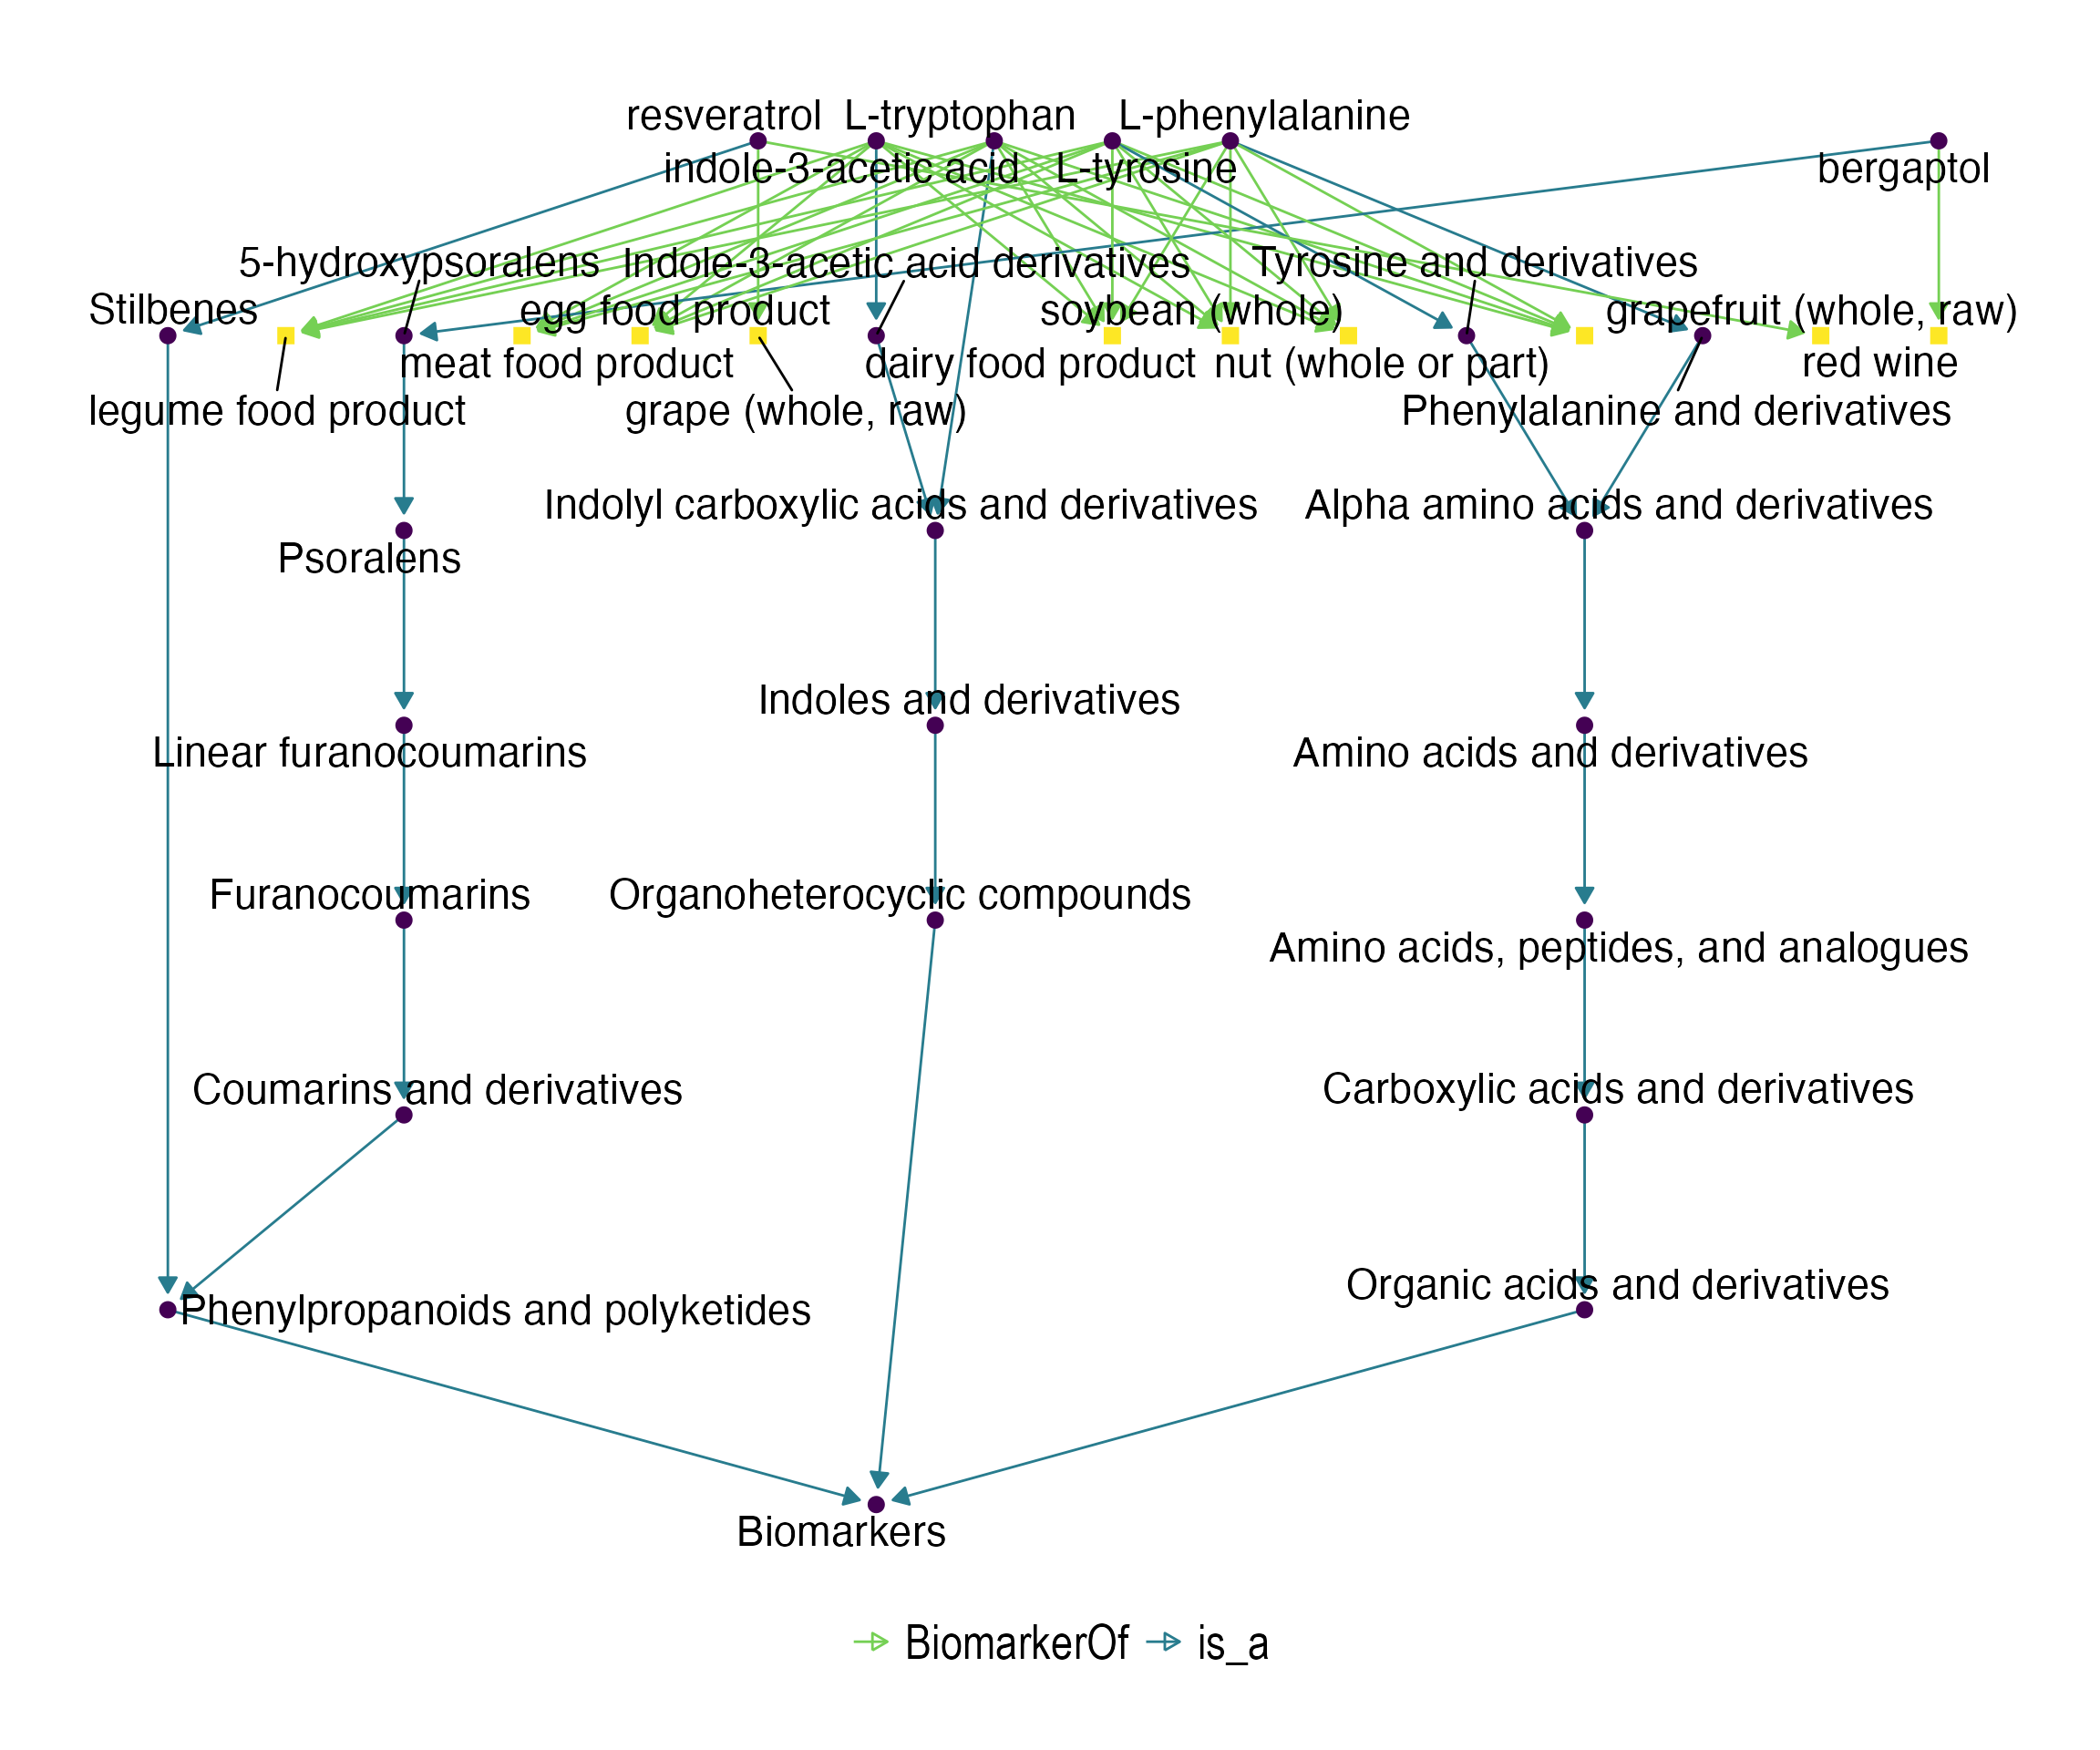 resveratrol
L-tryptophan
L-phenylalanine
indole-3-acetic acid
L-tyrosine
bergaptol
5-hydroxypsoralens
Indole-3-acetic acid derivatives
Tyrosine and derivatives
Stilbenes
egg food product
soybean (whole)
grapefruit (whole, raw)
meat food product
dairy food product
nut (whole or part)
red wine
legume food product
grape (whole, raw)
Phenylalanine and derivatives
Indolyl carboxylic acids and derivatives
Alpha amino acids and derivatives
Psoralens
Indoles and derivatives
Linear furanocoumarins
Amino acids and derivatives
Furanocoumarins
Organoheterocyclic compounds
Amino acids, peptides, and analogues
Coumarins and derivatives
Carboxylic acids and derivatives
Organic acids and derivatives
Phenylpropanoids and polyketides
Biomarkers
BiomarkerOf
is_a